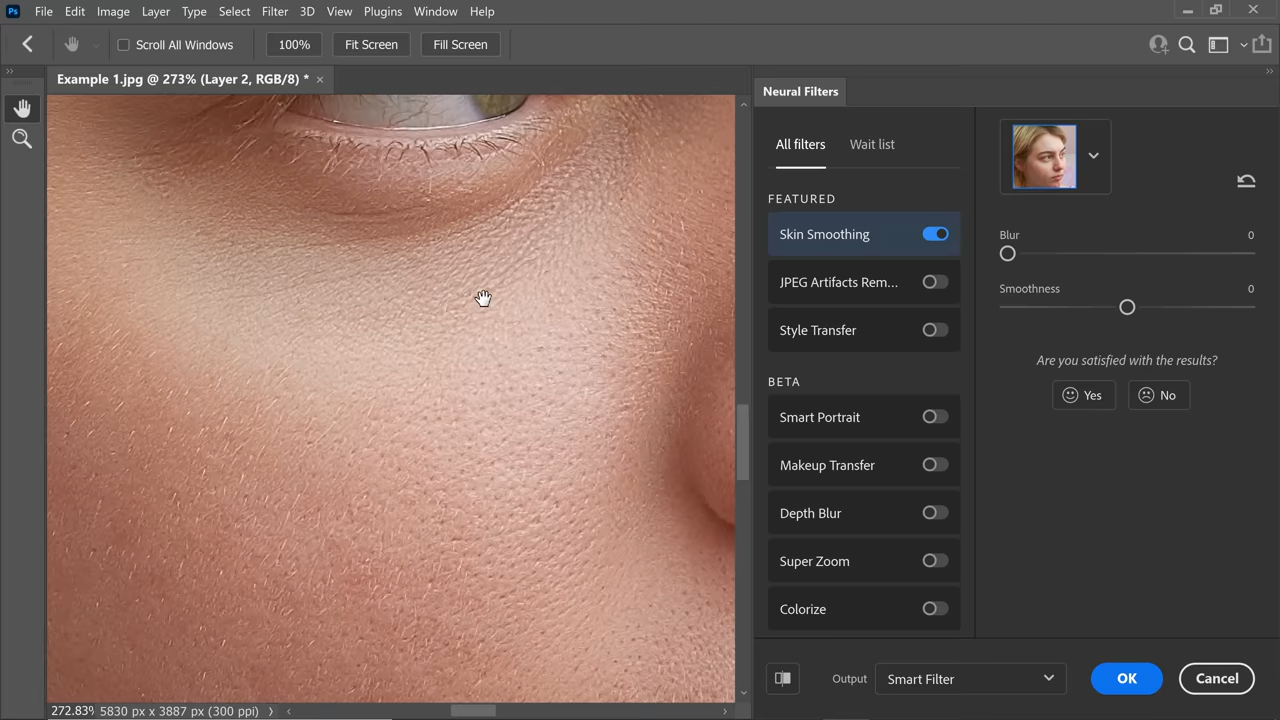 Ps File Edit Image Layer Type Select Filter 3D View Plugins Window Help
Scroll All Windows 100% Fit Screen Fill Screen
Example 1.jpg @ 273% (Layer 2, RGB/8) * ×
Neural Filters
All filters Wait list
FEATURED
Skin Smoothing
JPEG Artifacts Rem...
Style Transfer
BETA
Smart Portrait
Makeup Transfer
Depth Blur
Super Zoom
Colorize
Blur 0
Smoothness 0
Are you satisfied with the results?
Yes No
Output Smart Filter OK Cancel
272.83% 5830 px x 3887 px (300 ppi)